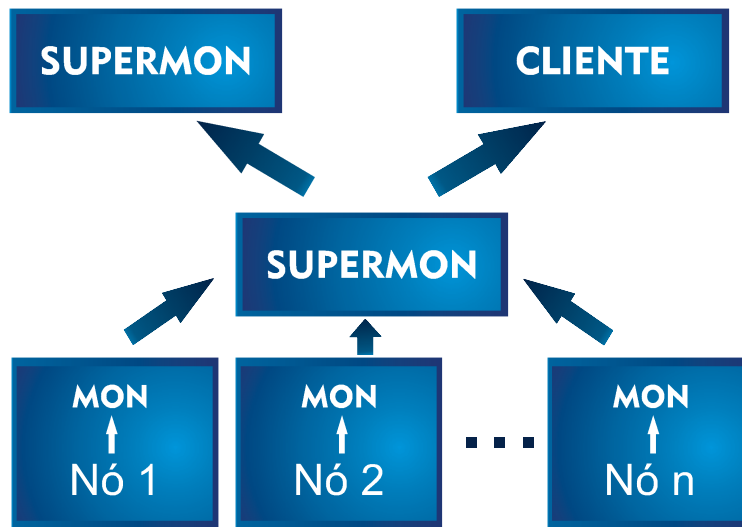 SUPERMON
CLIENTE
SUPERMON
MON
Nó 1
MON
Nó 2
MON
Nó n